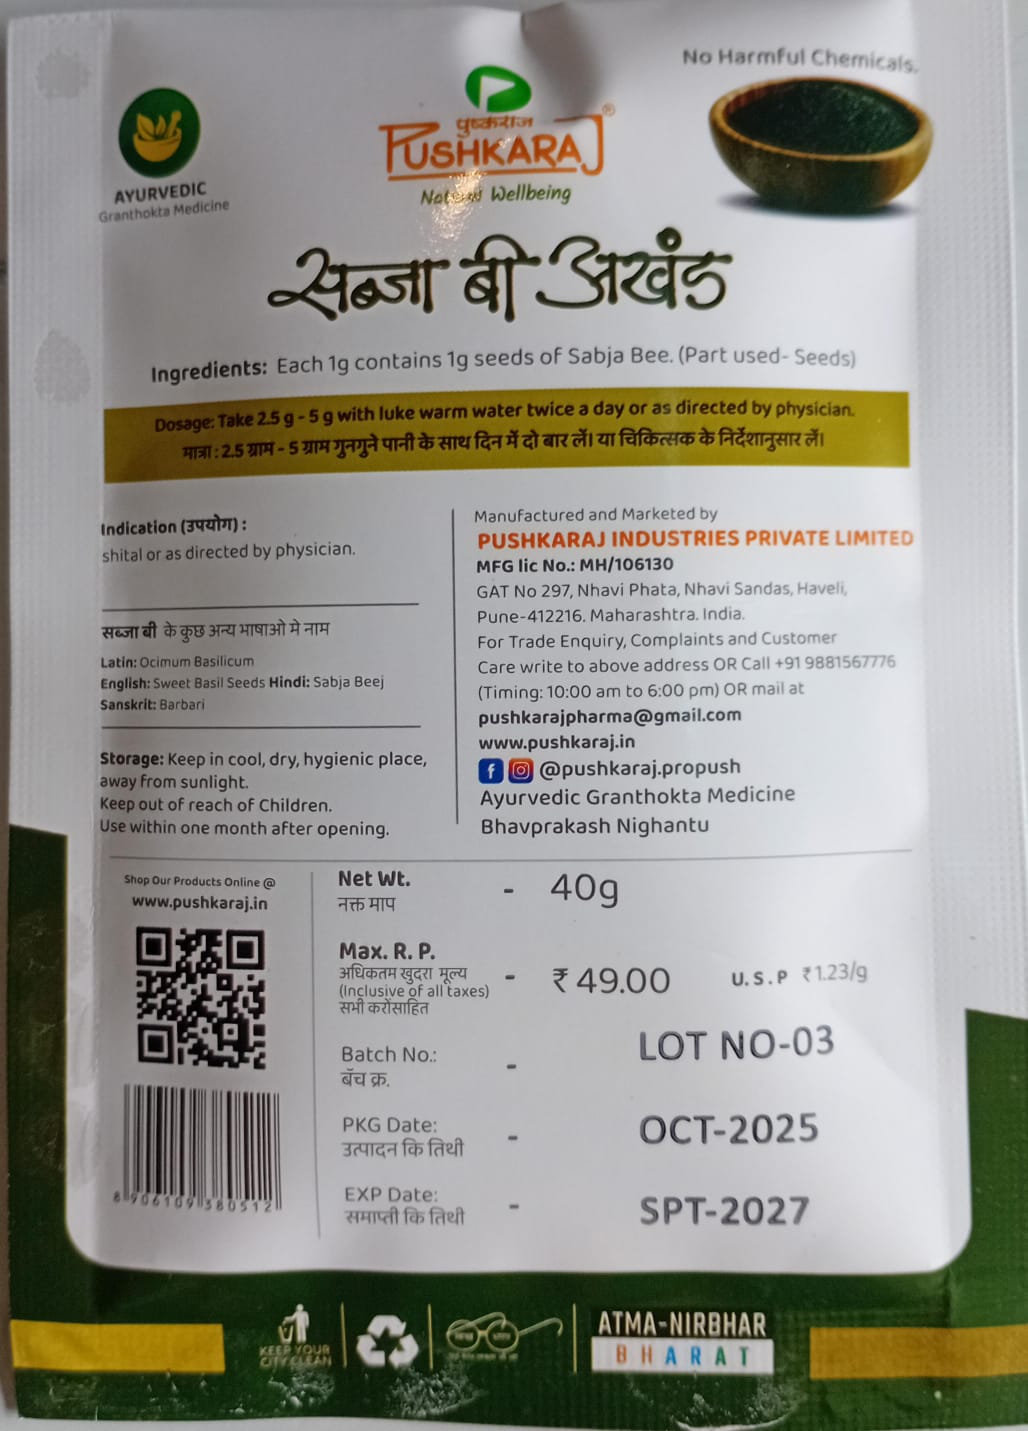 No Harmful Chemicals.
पुष्कराज
PUSHKARAJ®
Natural Wellbeing
AYURVEDIC
Granthokta Medicine
सब्जा बी अखंड
Ingredients: Each 1g contains 1g seeds of Sabja Bee. (Part used- Seeds)
Dosage: Take 2.5 g - 5 g with luke warm water twice a day or as directed by physician.
मात्रा : 2.5 ग्राम - 5 ग्राम गुनगुने पानी के साथ दिन में दो बार लें। या चिकित्सक के निर्देशानुसार लें।
Indication (उपयोग) :
shital or as directed by physician.
सब्जा बी के कुछ अन्य भाषाओ मे नाम
Latin: Ocimum Basilicum
English: Sweet Basil Seeds Hindi: Sabja Beej
Sanskrit: Barbari
Storage: Keep in cool, dry, hygienic place,
away from sunlight.
Keep out of reach of Children.
Use within one month after opening.
Manufactured and Marketed by
PUSHKARAJ INDUSTRIES PRIVATE LIMITED
MFG lic No.: MH/106130
GAT No 297, Nhavi Phata, Nhavi Sandas, Haveli,
Pune-412216. Maharashtra. India.
For Trade Enquiry, Complaints and Customer
Care write to above address OR Call +91 9881567776
(Timing: 10:00 am to 6:00 pm) OR mail at
pushkarajpharma@gmail.com
www.pushkaraj.in
@pushkaraj.propush
Ayurvedic Granthokta Medicine
Bhavprakash Nighantu
Shop Our Products Online @
www.pushkaraj.in
8906109380512
Net Wt. - 40g
नक्त माप
Max. R. P.
अधिकतम खुदरा मूल्य - ₹ 49.00 U.S.P ₹1.23/g
(Inclusive of all taxes)
सभी करोंसाहित
Batch No.: - LOT NO-03
बॅच क्र.
PKG Date: - OCT-2025
उत्पादन कि तिथी
EXP Date: - SPT-2027
समाप्ती कि तिथी
KEEP YOUR
CITY CLEAN
ATMA-NIRBHAR
BHARAT